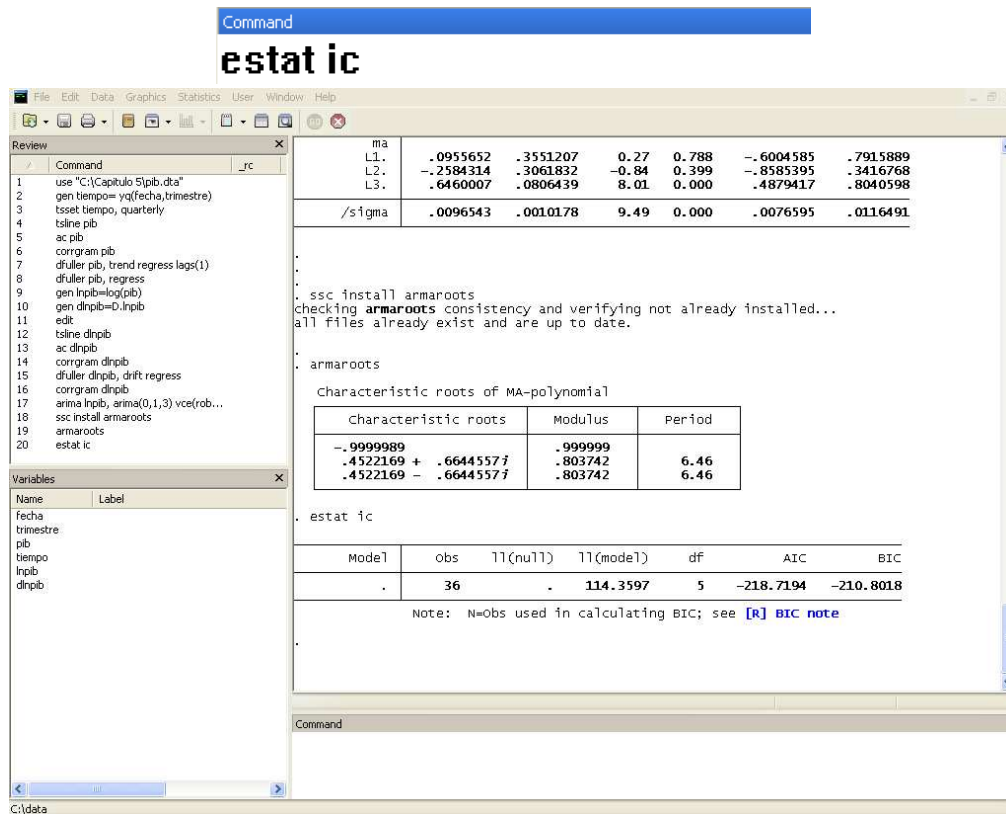 Command
estat ic
File Edit Data Graphics Statistics User Window Help
Review
Command _rc
1 use "C:\Capitulo 5\pib.dta"
2 gen tiempo= yq(fecha,trimestre)
3 tsset tiempo, quarterly
4 tsline pib
5 ac pib
6 corrgram pib
7 dfuller pib, trend regress lags(1)
8 dfuller pib, regress
9 gen lnpib=log(pib)
10 gen dlnpib=D.lnpib
11 edit
12 tsline dlnpib
13 ac dlnpib
14 corrgram dlnpib
15 dfuller dlnpib, drift regress
16 corrgram dlnpib
17 arima lnpib, arima(0,1,3) vce(rob...
18 ssc install armaroots
19 armaroots
20 estat ic
Variables
Name Label
fecha
trimestre
pib
tiempo
lnpib
dlnpib
ma
L1. .0955652 .3551207 0.27 0.788 -.6004585 .7915889
L2. -.2584314 .3061832 -0.84 0.399 -.8585395 .3416768
L3. .6460007 .0806439 8.01 0.000 .4879417 .8040598
/sigma .0096543 .0010178 9.49 0.000 .0076595 .0116491
.
.
. ssc install armaroots
checking armaroots consistency and verifying not already installed...
all files already exist and are up to date.
.
. armaroots
Characteristic roots of MA-polynomial
Characteristic roots Modulus Period
-.9999989 .999999
.4522169 + .6644557i .803742 6.46
.4522169 - .6644557i .803742 6.46
. estat ic
Model Obs ll(null) ll(model) df AIC BIC
. 36 . 114.3597 5 -218.7194 -210.8018
Note: N=Obs used in calculating BIC; see [R] BIC note
.
Command
C:\data